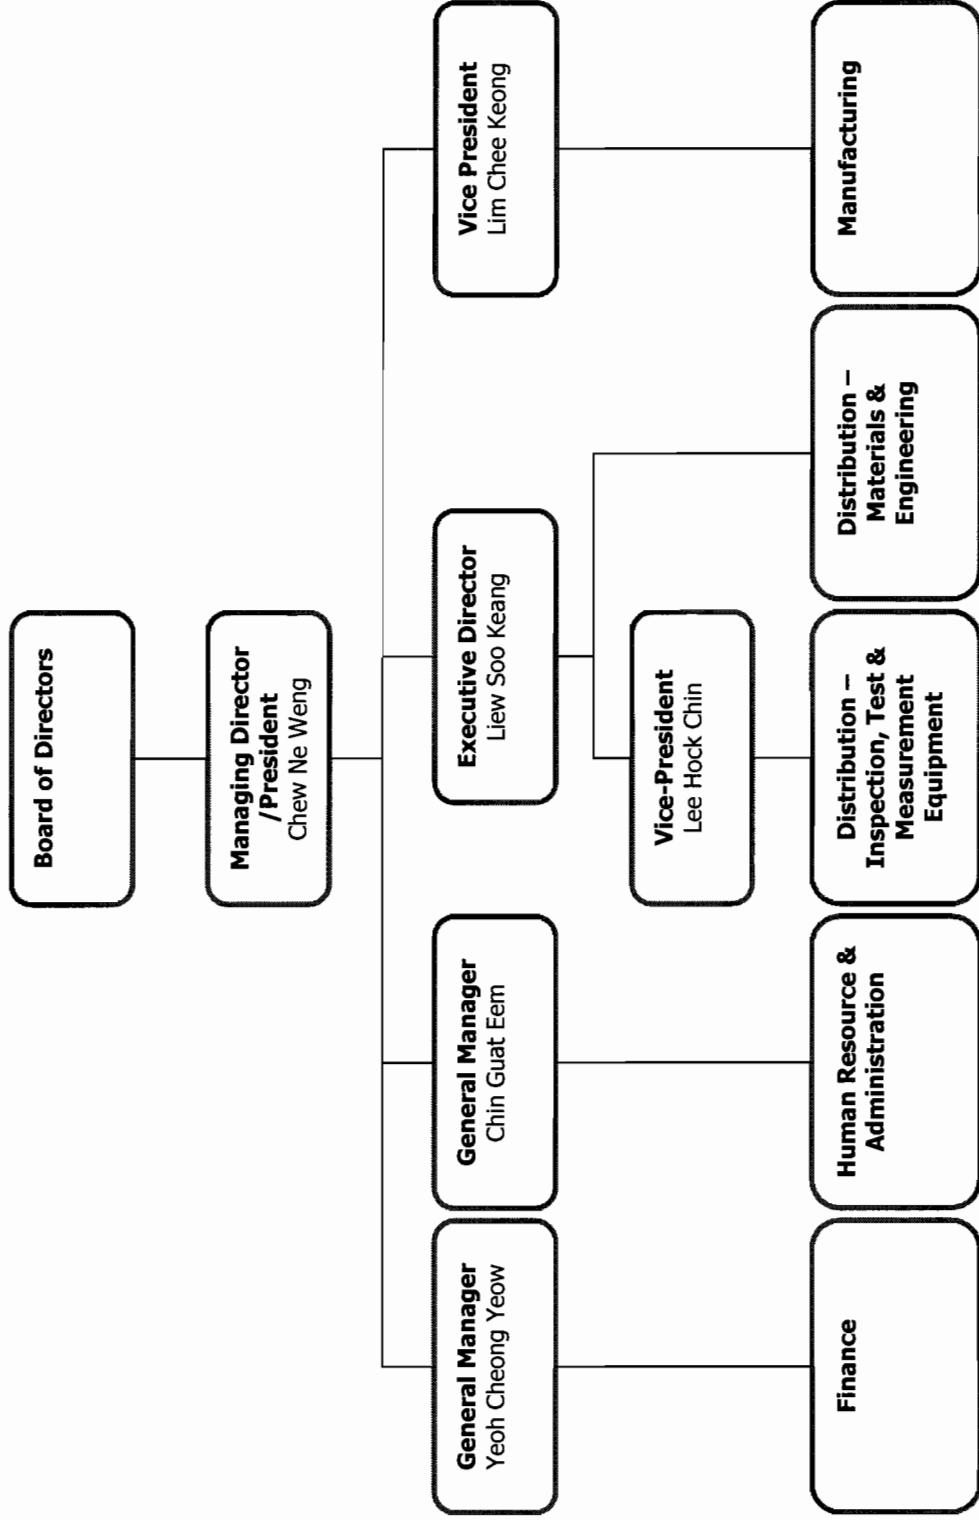 Board of Directors
Managing Director
/President
Chew Ne Weng
General Manager
Yeoh Cheong Yeow
General Manager
Chin Guat Eem
Executive Director
Liew Soo Keang
Vice President
Lim Chee Keong
Vice-President
Lee Hock Chin
Finance
Human Resource &
Administration
Distribution –
Inspection, Test &
Measurement
Equipment
Distribution –
Materials &
Engineering
Manufacturing